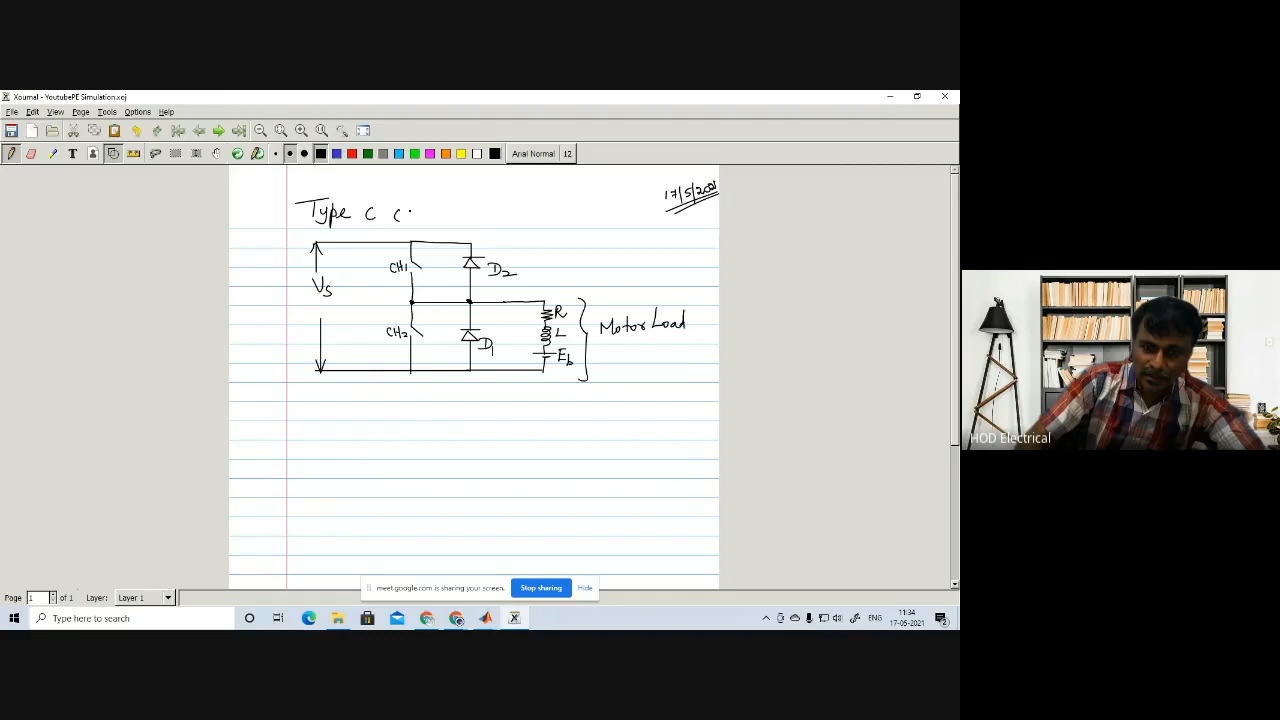 Xournal - YoutubePE Simulation.xoj
File Edit View Page Tools Options Help
Arial Normal 12
17/5/2021
Type C C
CH1
D2
Vs
R
CH2
L
Motor Load
D1
Eb
HOD Electrical
meet.google.com is sharing your screen. Stop sharing Hide
Page 1 of 1 Layer: Layer 1
Type here to search
ENG
11:34
17-05-2021
2